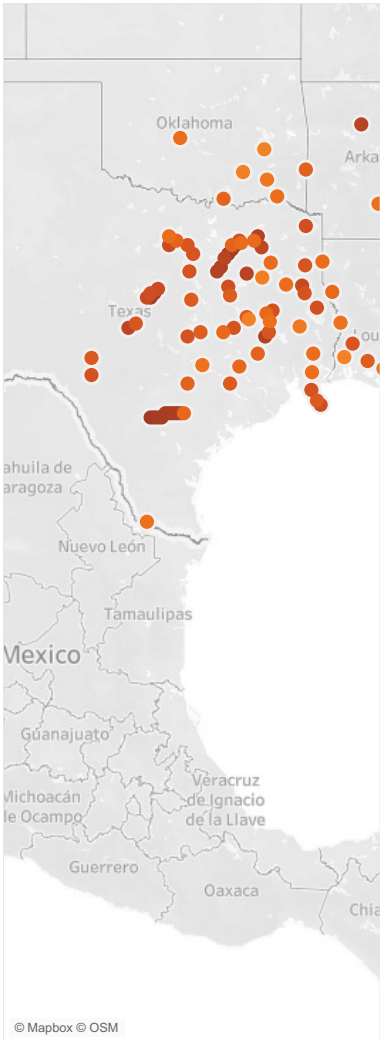 Oklahoma
Arka
Texas
Lou
ahuila de
aragoza
Nuevo León
Tamaulipas
Mexico
Guanajuato
Veracruz
de Ignacio
de la Llave
Michoacán
de Ocampo
Guerrero
Oaxaca
Chia
© Mapbox © OSM